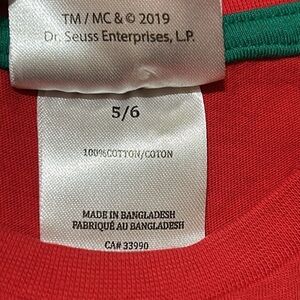 TM / MC & © 2019
Dr. Seuss Enterprises, L.P.
5/6
100%COTTON/COTON
MADE IN BANGLADESH
FABRIQUÉ AU BANGLADESH
CA# 33990